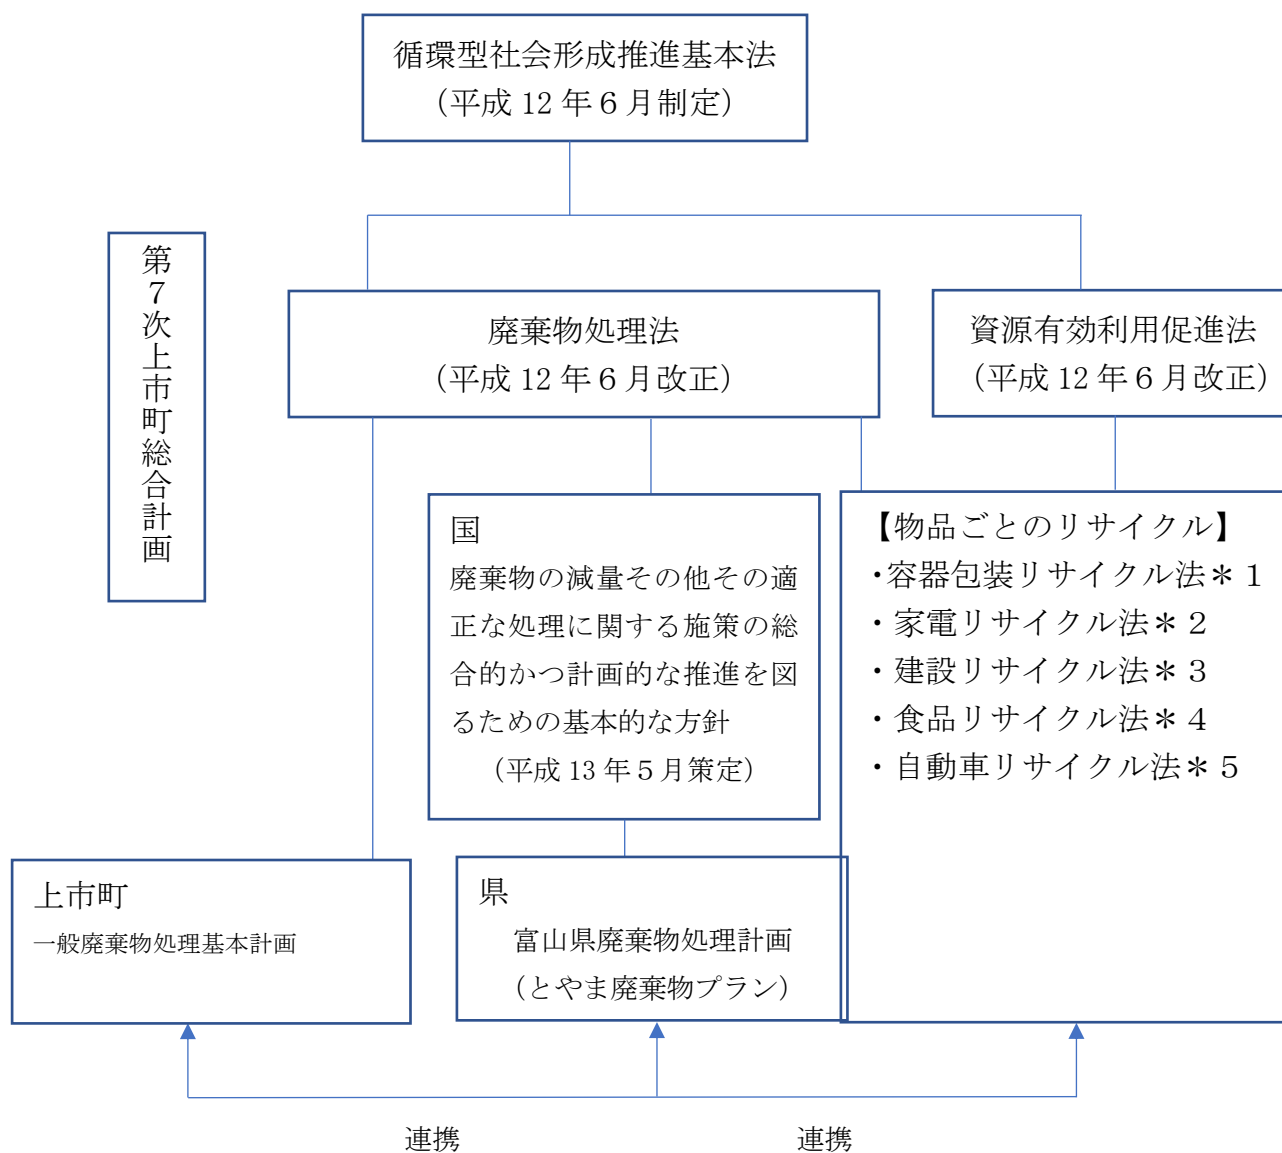 循環型社会形成推進基本法
（平成 12 年６月制定）
第７次上市町総合計画
廃棄物処理法
（平成 12 年６月改正）
資源有効利用促進法
（平成 12 年６月改正）
国
廃棄物の減量その他その適
正な処理に関する施策の総
合的かつ計画的な推進を図
るための基本的な方針
（平成 13 年５月策定）
【物品ごとのリサイクル】
・容器包装リサイクル法＊１
・家電リサイクル法＊２
・建設リサイクル法＊３
・食品リサイクル法＊４
・自動車リサイクル法＊５
上市町
一般廃棄物処理基本計画
県
富山県廃棄物処理計画
（とやま廃棄物プラン）
連携
連携